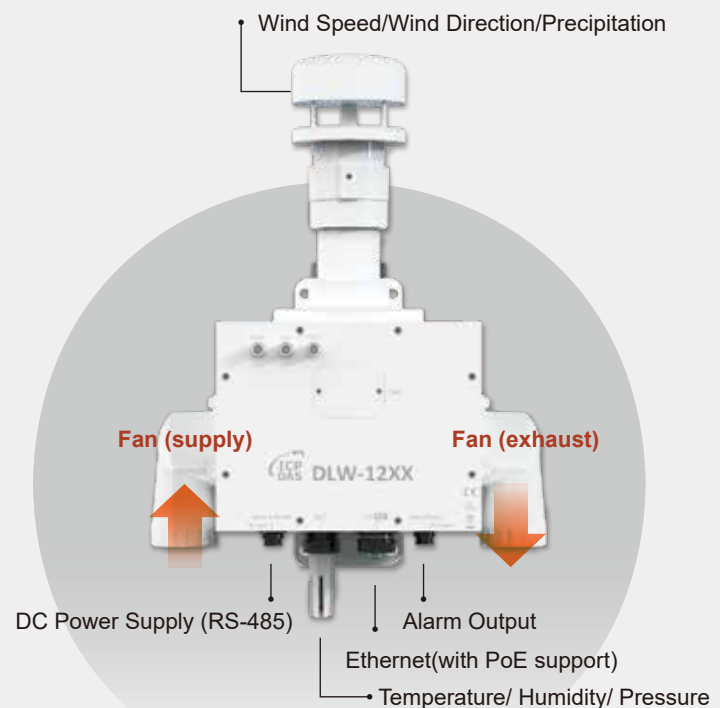 Wind Speed/Wind Direction/Precipitation
Fan (supply)
Fan (exhaust)
ICP
DAS
DLW-12XX
DC Power Supply (RS-485)
Alarm Output
Ethernet(with PoE support)
Temperature/ Humidity/ Pressure